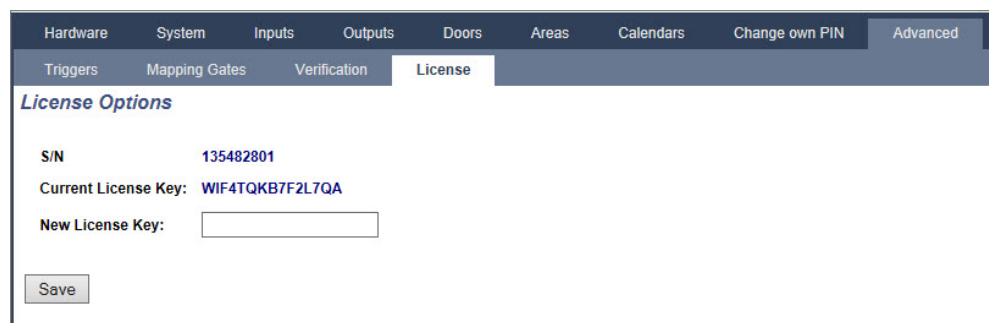 Hardware System Inputs Outputs Doors Areas Calendars Change own PIN Advanced
Triggers Mapping Gates Verification License
License Options
S/N 135482801
Current License Key: WIF4TQKB7F2L7QA
New License Key:
Save